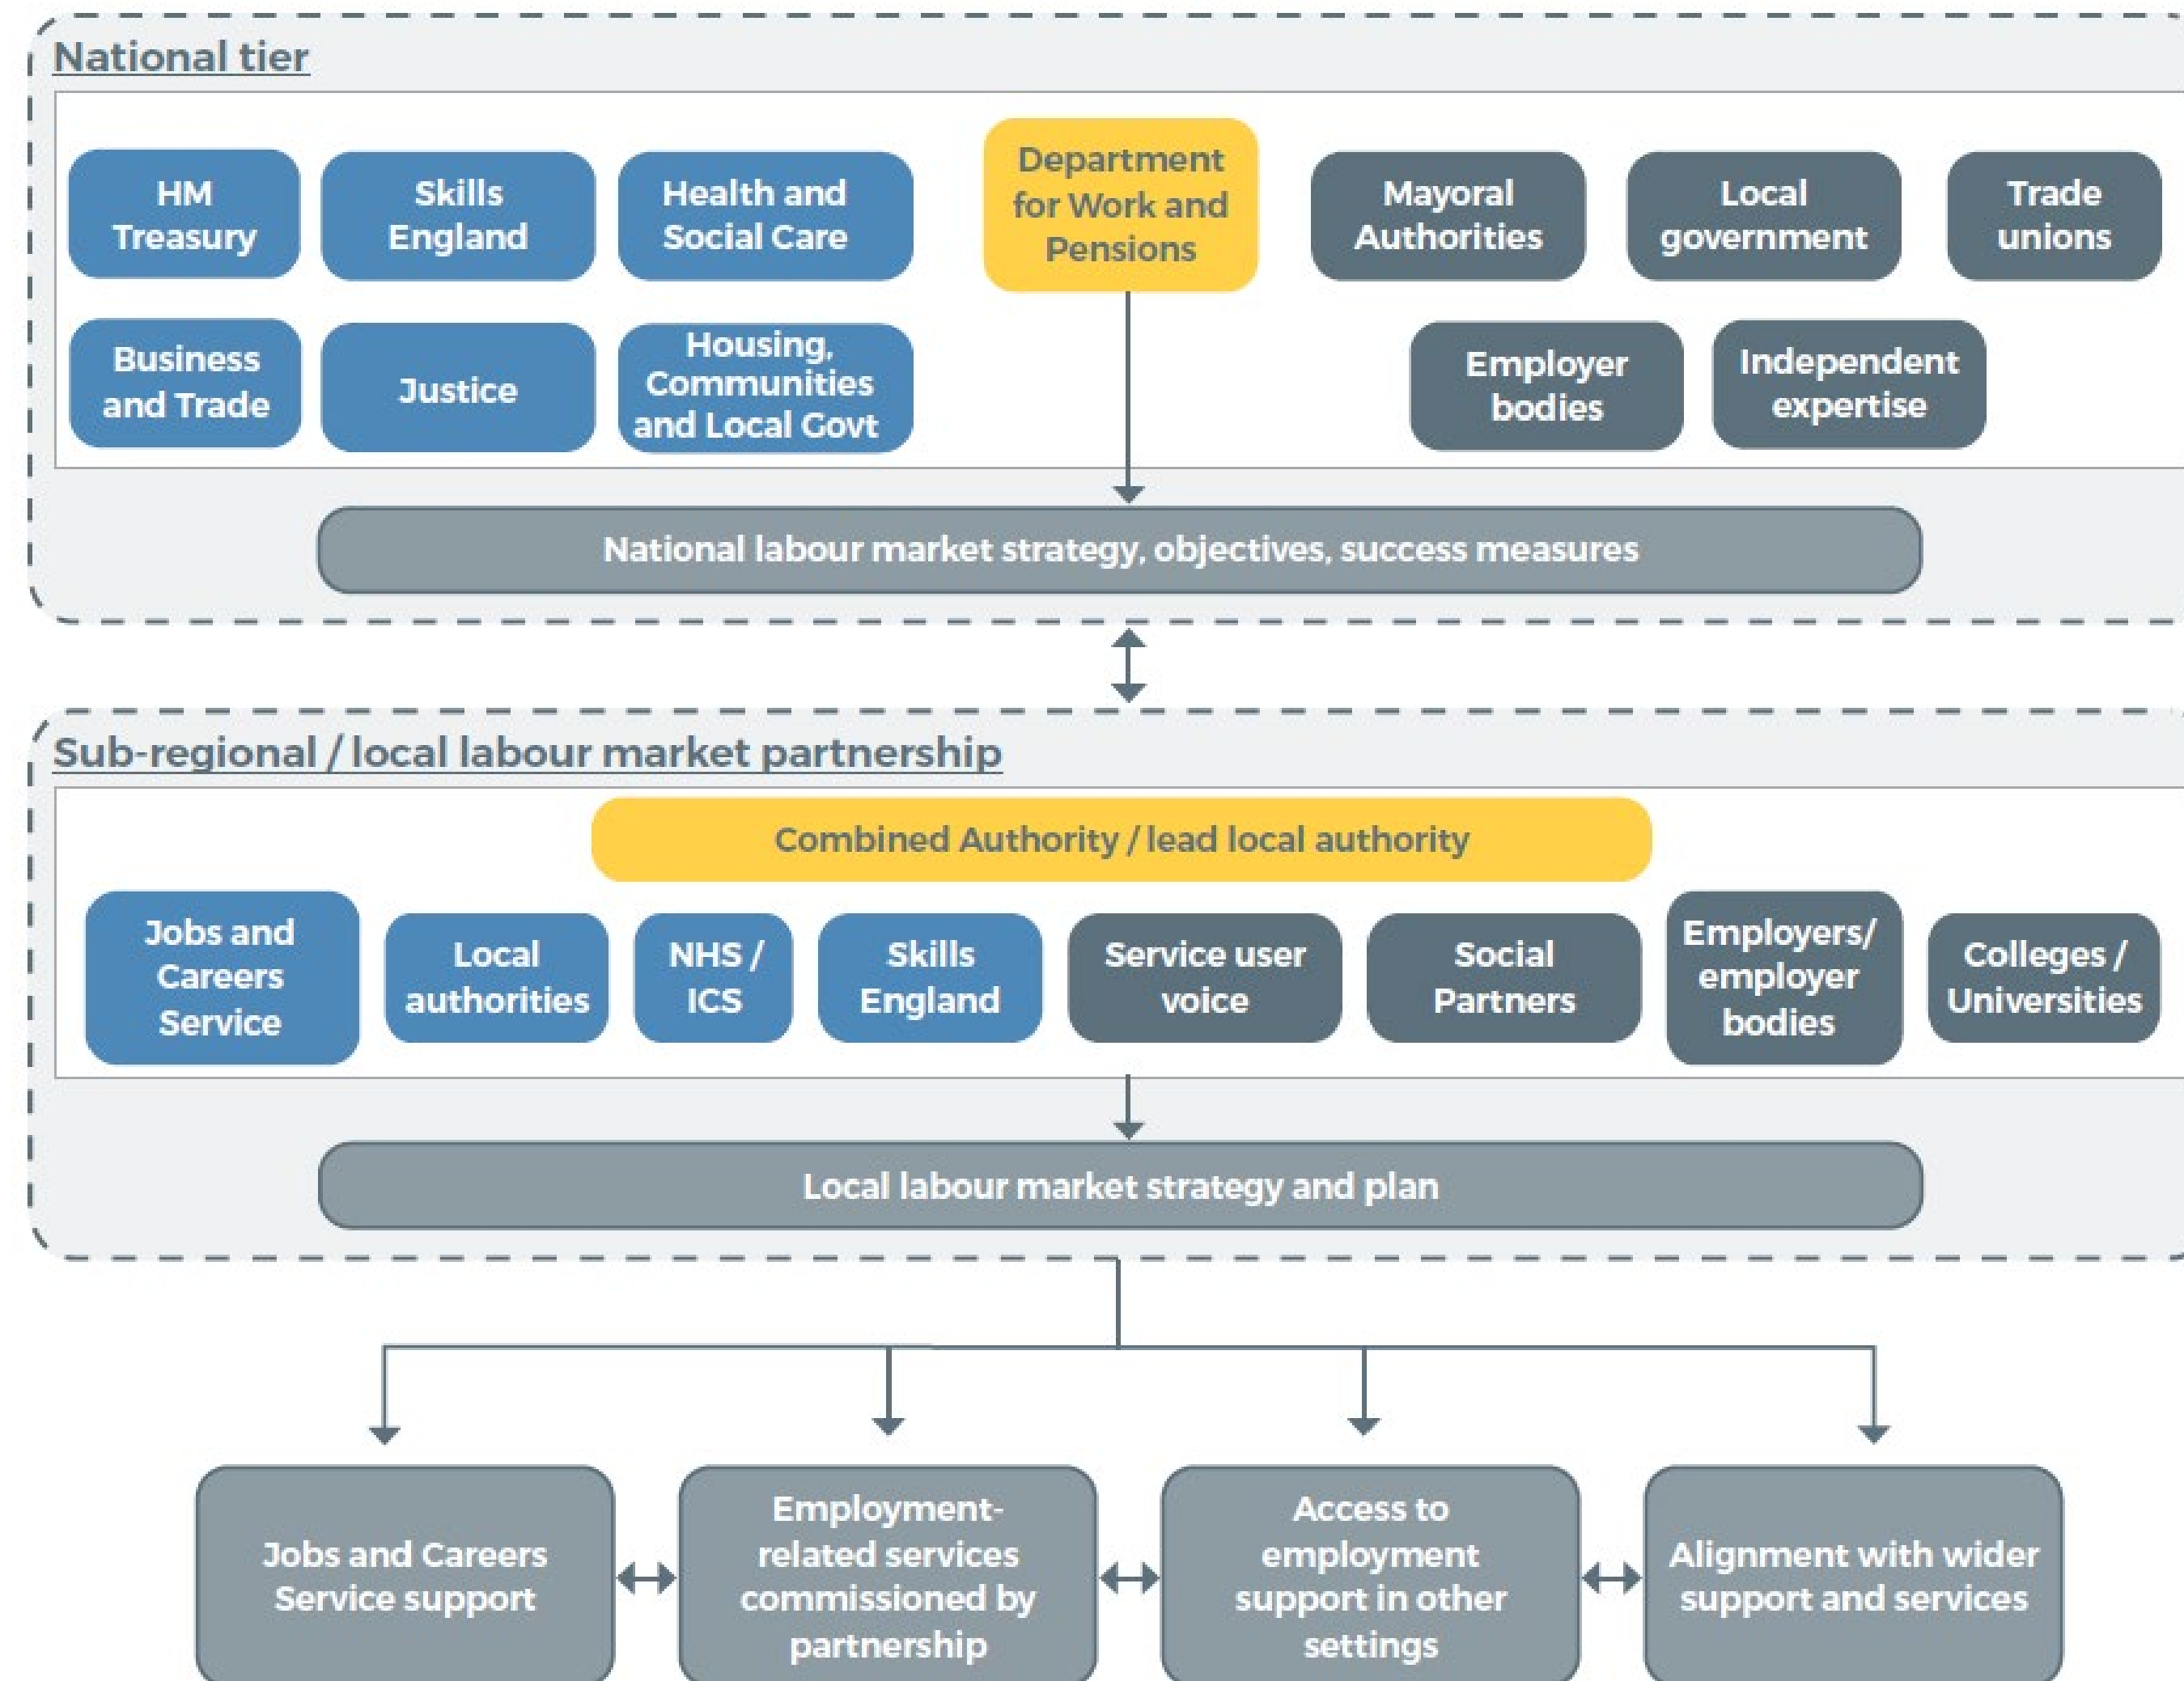 National tier
HM
Treasury
Skills
England
Health and
Social Care
Department
for Work and
Pensions
Mayoral
Authorities
Local
government
Trade
unions
Business
and Trade
Justice
Housing,
Communities
and Local Govt
Employer
bodies
Independent
expertise
National labour market strategy, objectives, success measures
Sub-regional / local labour market partnership
Combined Authority / lead local authority
Jobs and
Careers
Service
Local
authorities
NHS /
ICS
Skills
England
Service user
voice
Social
Partners
Employers/
employer
bodies
Colleges /
Universities
Local labour market strategy and plan
Jobs and Careers
Service support
Employment-
related services
commissioned by
partnership
Access to
employment
support in other
settings
Alignment with wider
support and services